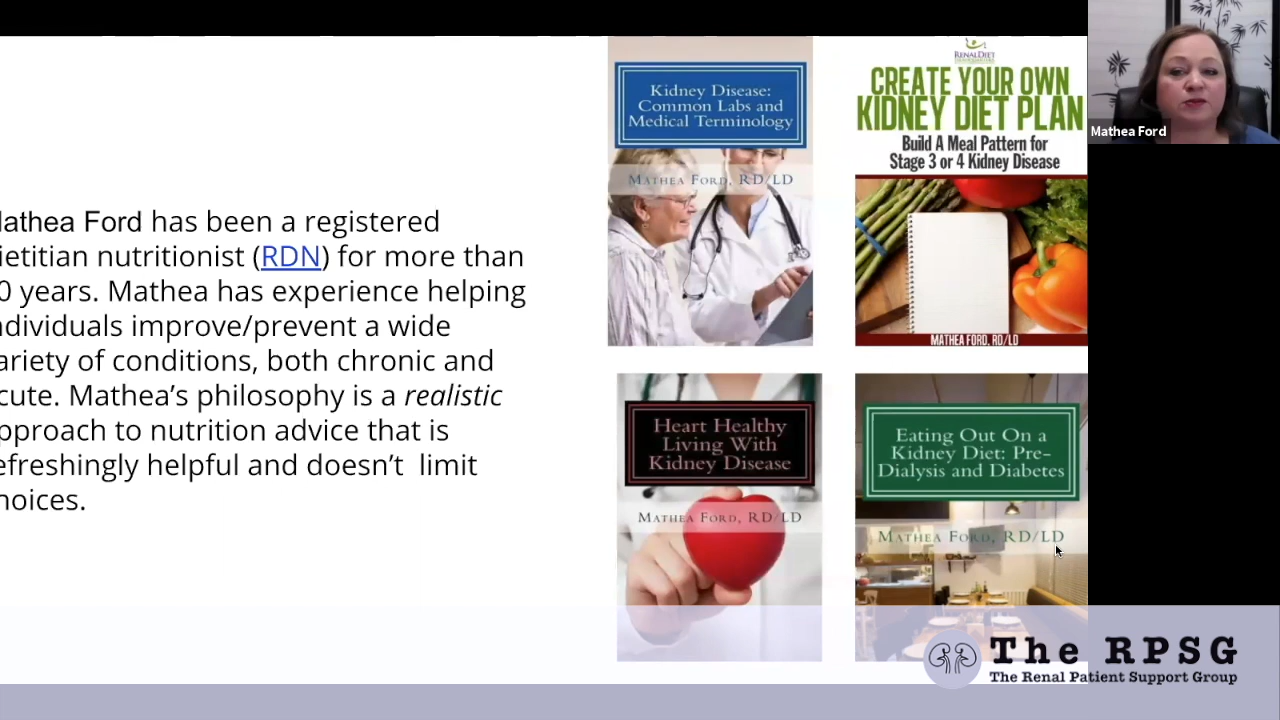 athea Ford has been a registered
ietitian nutritionist (RDN) for more than
0 years. Mathea has experience helping
dividuals improve/prevent a wide
ariety of conditions, both chronic and
cute. Mathea's philosophy is a realistic
pproach to nutrition advice that is
efreshingly helpful and doesn't limit
hoices.
Kidney Disease:
Common Labs and
Medical Terminology
Mathea Ford, RD/LD
RENALDIET
CREATE YOUR OWN
KIDNEY DIET PLAN
Build A Meal Pattern for
Stage 3 or 4 Kidney Disease
MATHEA FORD, RD/LD
Heart Healthy
Living With
Kidney Disease
Mathea Ford, RD/LD
Eating Out On a
Kidney Diet: Pre-
Dialysis and Diabetes
Mathea Ford, RD/LD
Mathea Ford
The RPSG
The Renal Patient Support Group